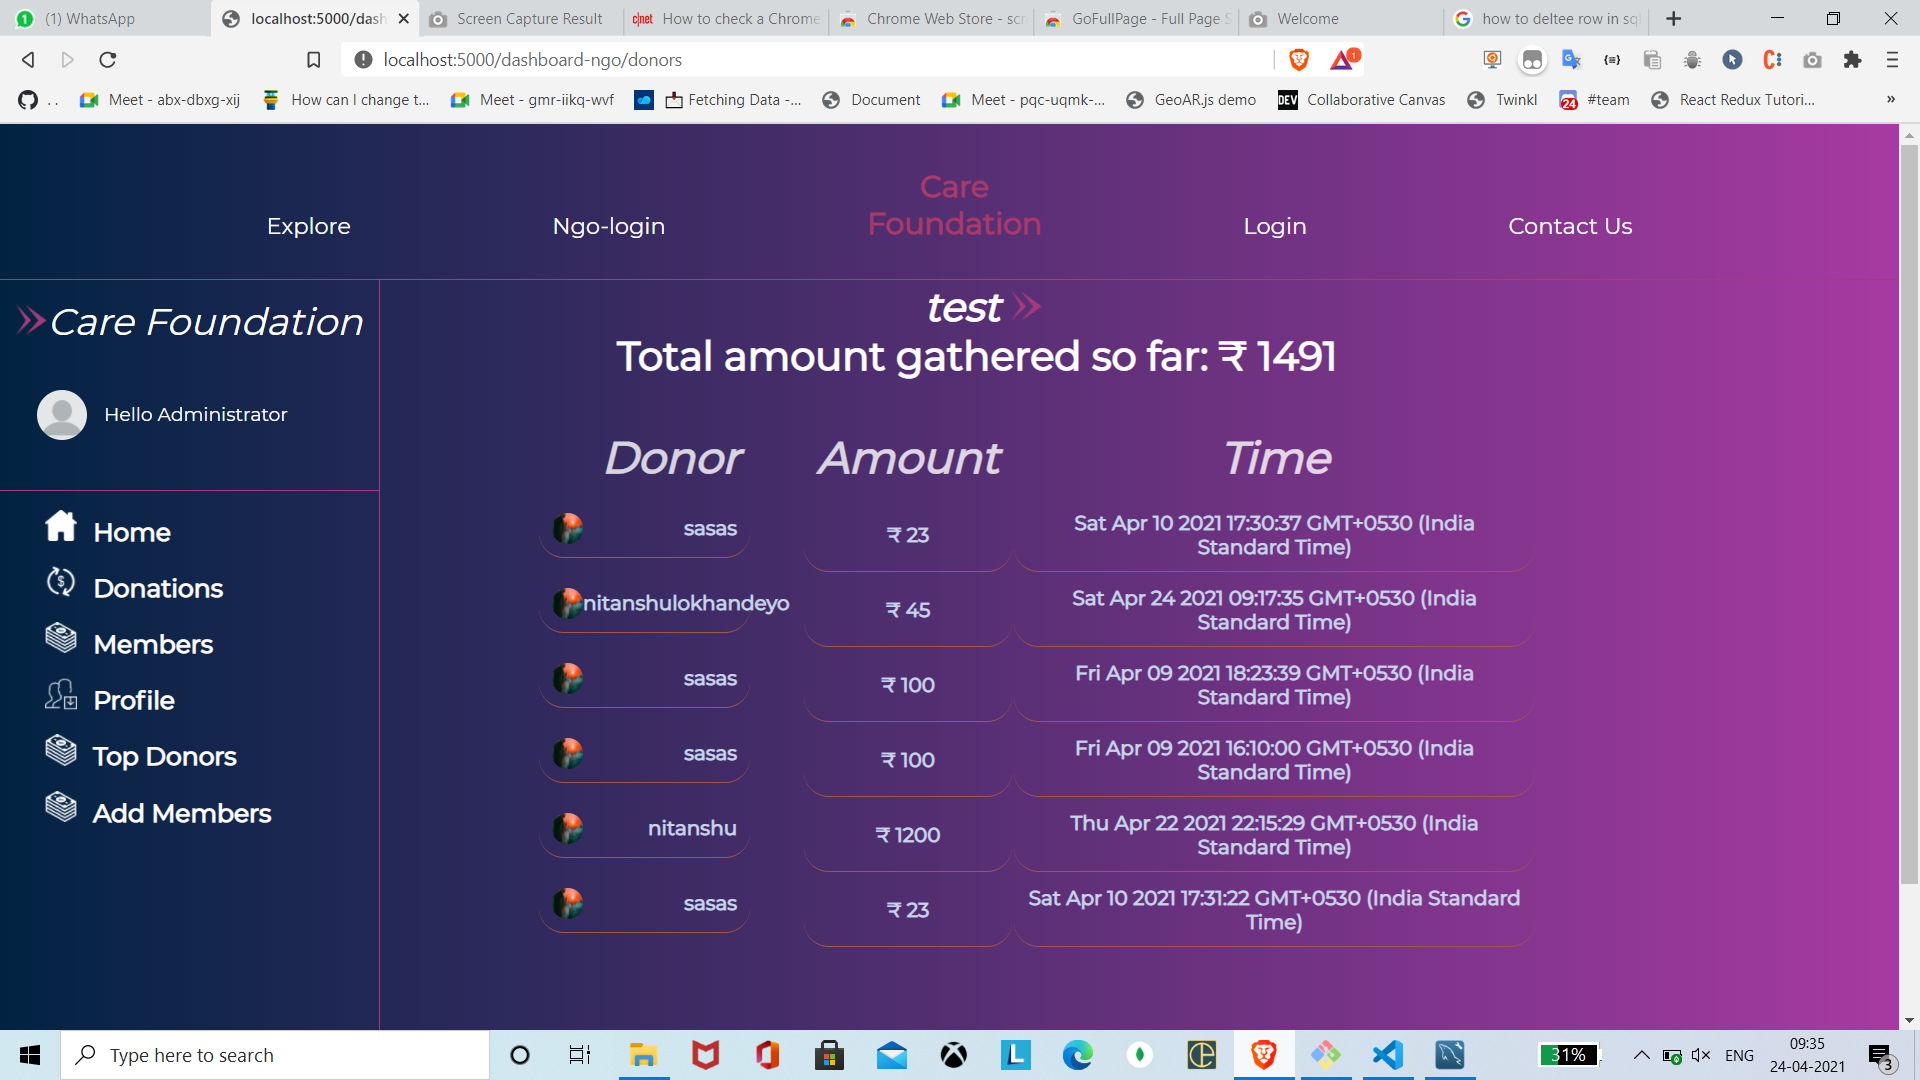 (1) WhatsApp
localhost:5000/dash
Screen Capture Result
c|net How to check a Chrome
Chrome Web Store - scr
GoFullPage - Full Page S
Welcome
how to deltee row in sql
localhost:5000/dashboard-ngo/donors
1
. .
Meet - abx-dbxg-xij
How can I change t...
Meet - gmr-iikq-wvf
Fetching Data -...
Document
Meet - pqc-uqmk-...
GeoAR.js demo
DEV Collaborative Canvas
Twinkl
24 #team
React Redux Tutori...
»
Explore
Ngo-login
Care
Foundation
Login
Contact Us
Care Foundation
Hello Administrator
Home
Donations
Members
Profile
Top Donors
Add Members
test
Total amount gathered so far: ₹ 1491
Donor Amount Time
sasas ₹ 23 Sat Apr 10 2021 17:30:37 GMT+0530 (India
Standard Time)
nitanshulokhandeyo ₹ 45 Sat Apr 24 2021 09:17:35 GMT+0530 (India
Standard Time)
sasas ₹ 100 Fri Apr 09 2021 18:23:39 GMT+0530 (India
Standard Time)
sasas ₹ 100 Fri Apr 09 2021 16:10:00 GMT+0530 (India
Standard Time)
nitanshu ₹ 1200 Thu Apr 22 2021 22:15:29 GMT+0530 (India
Standard Time)
sasas ₹ 23 Sat Apr 10 2021 17:31:22 GMT+0530 (India Standard
Time)
Type here to search
31%
ENG
09:35
24-04-2021
3